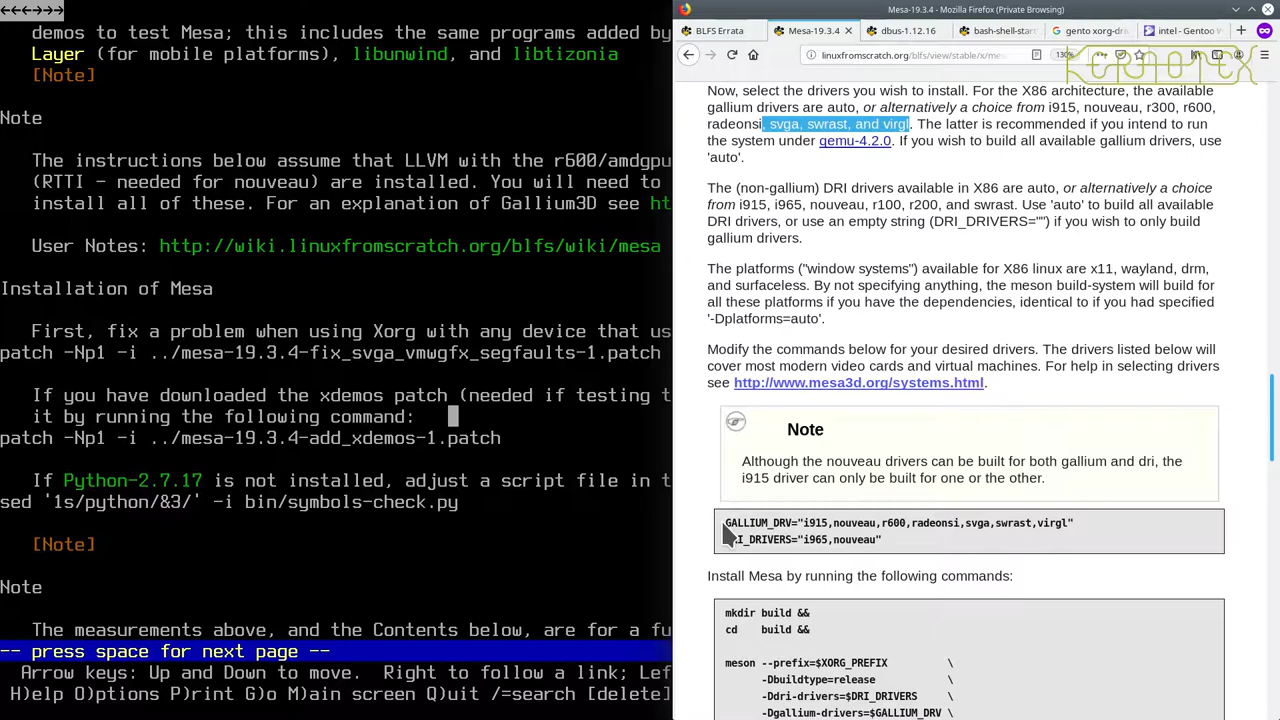 ←←←→→→
demos to test Mesa; this includes the same programs added by
Layer (for mobile platforms), libunwind, and libtizonia
[Note]
Note
The instructions below assume that LLVM with the r600/amdgpu
(RTTI - needed for nouveau) are installed. You will need to
install all of these. For an explanation of Gallium3D see ht
User Notes: http://wiki.linuxfromscratch.org/blfs/wiki/mesa
Installation of Mesa
First, fix a problem when using Xorg with any device that us
patch -Np1 -i ../mesa-19.3.4-fix_svga_vmwgfx_segfaults-1.patch
If you have downloaded the xdemos patch (needed if testing t
it by running the following command:
patch -Np1 -i ../mesa-19.3.4-add_xdemos-1.patch
If Python-2.7.17 is not installed, adjust a script file in t
sed '1s/python/&3/' -i bin/symbols-check.py
[Note]
Note
The measurements above, and the Contents below, are for a fu
-- press space for next page --
Arrow keys: Up and Down to move.  Right to follow a link; Lef
H)elp O)ptions P)rint G)o M)ain screen Q)uit /=search [delete]
Mesa-19.3.4 - Mozilla Firefox (Private Browsing)
BLFS Errata
Mesa-19.3.4
dbus-1.12.16
bash-shell-star
gento xorg-dri
intel - Gentoo
linuxfromscratch.org/blfs/view/stable/x/mes
130%
Now, select the drivers you wish to install. For the X86 architecture, the available
gallium drivers are auto, or alternatively a choice from i915, nouveau, r300, r600,
radeonsi, svga, swrast, and virgl. The latter is recommended if you intend to run
the system under qemu-4.2.0. If you wish to build all available gallium drivers, use
'auto'.
The (non-gallium) DRI drivers available in X86 are auto, or alternatively a choice
from i915, i965, nouveau, r100, r200, and swrast. Use 'auto' to build all available
DRI drivers, or use an empty string (DRI_DRIVERS="") if you wish to only build
gallium drivers.
The platforms ("window systems") available for X86 linux are x11, wayland, drm,
and surfaceless. By not specifying anything, the meson build-system will build for
all these platforms if you have the dependencies, identical to if you had specified
'-Dplatforms=auto'.
Modify the commands below for your desired drivers. The drivers listed below will
cover most modern video cards and virtual machines. For help in selecting drivers
see http://www.mesa3d.org/systems.html.
Note
Although the nouveau drivers can be built for both gallium and dri, the
i915 driver can only be built for one or the other.
GALLIUM_DRV="i915,nouveau,r600,radeonsi,svga,swrast,virgl"
DRI_DRIVERS="i965,nouveau"
Install Mesa by running the following commands:
mkdir build &&
cd    build &&
meson --prefix=$XORG_PREFIX \
-Dbuildtype=release \
-Ddri-drivers=$DRI_DRIVERS \
-Dgallium-drivers=$GALLIUM_DRV \